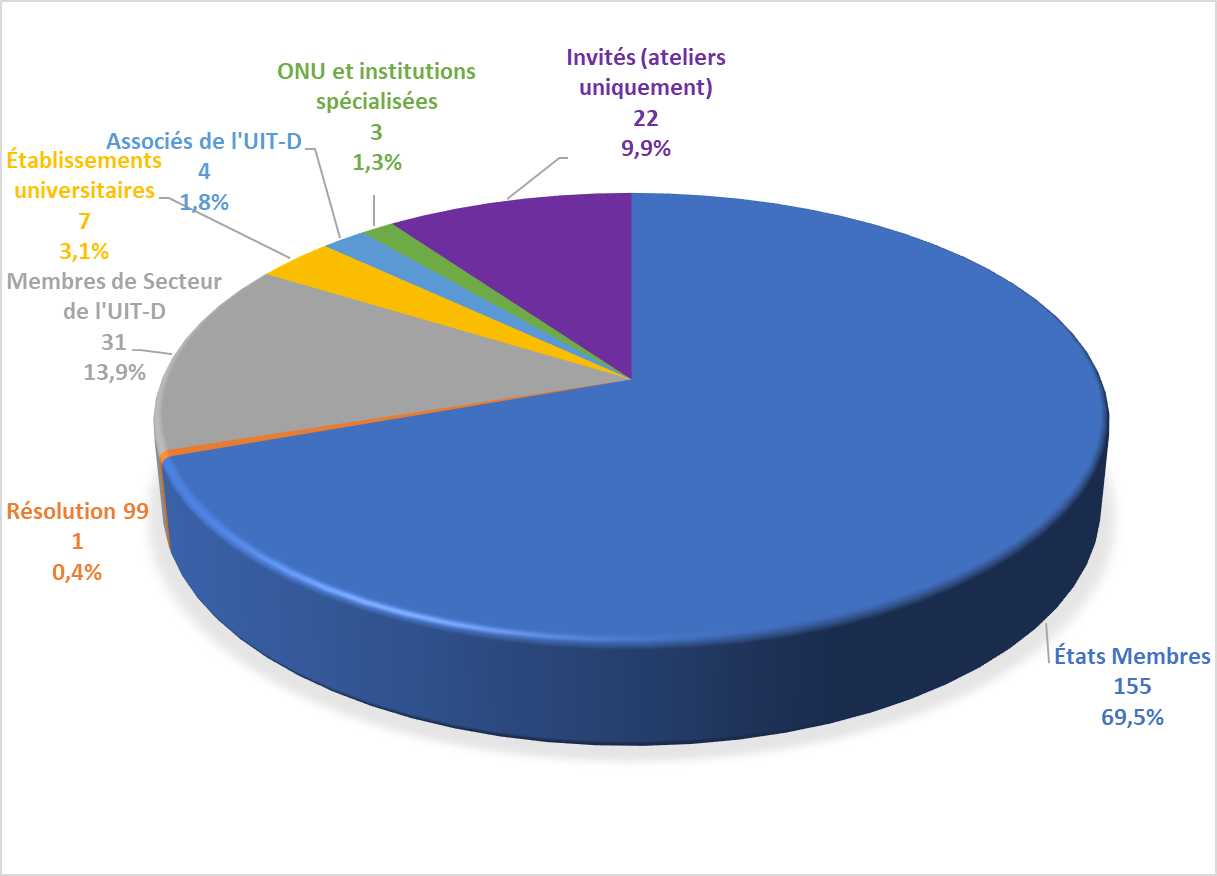 Invités (ateliers
uniquement)
22
9,9%
ONU et institutions
spécialisées
3
1,3%
Associés de l'UIT-D
4
1,8%
Établissements
universitaires
7
3,1%
Membres de Secteur
de l'UIT-D
31
13,9%
Résolution 99
1
0,4%
États Membres
155
69,5%